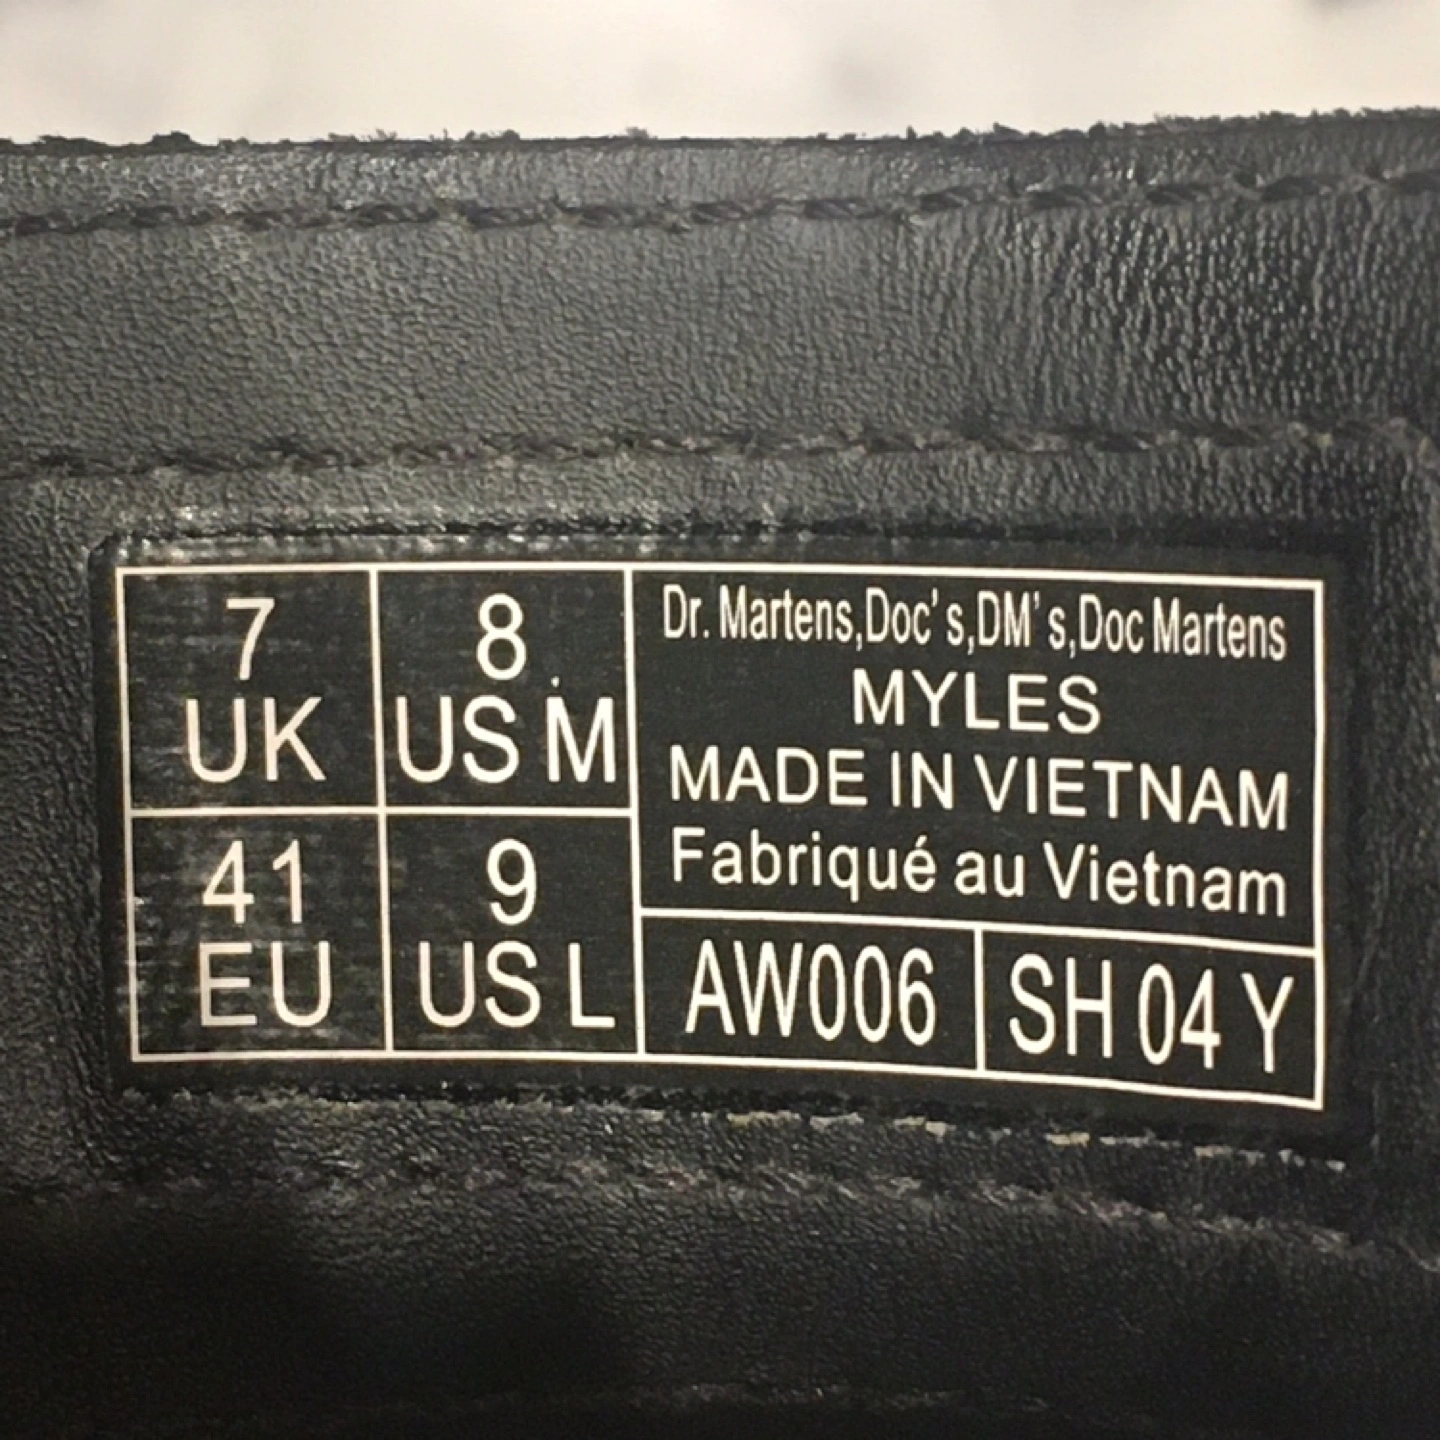 7
UK
8
US M
41
EU
9
US L
Dr. Martens,Doc's,DM's,Doc Martens
MYLES
MADE IN VIETNAM
Fabriqué au Vietnam
AW006
SH 04 Y